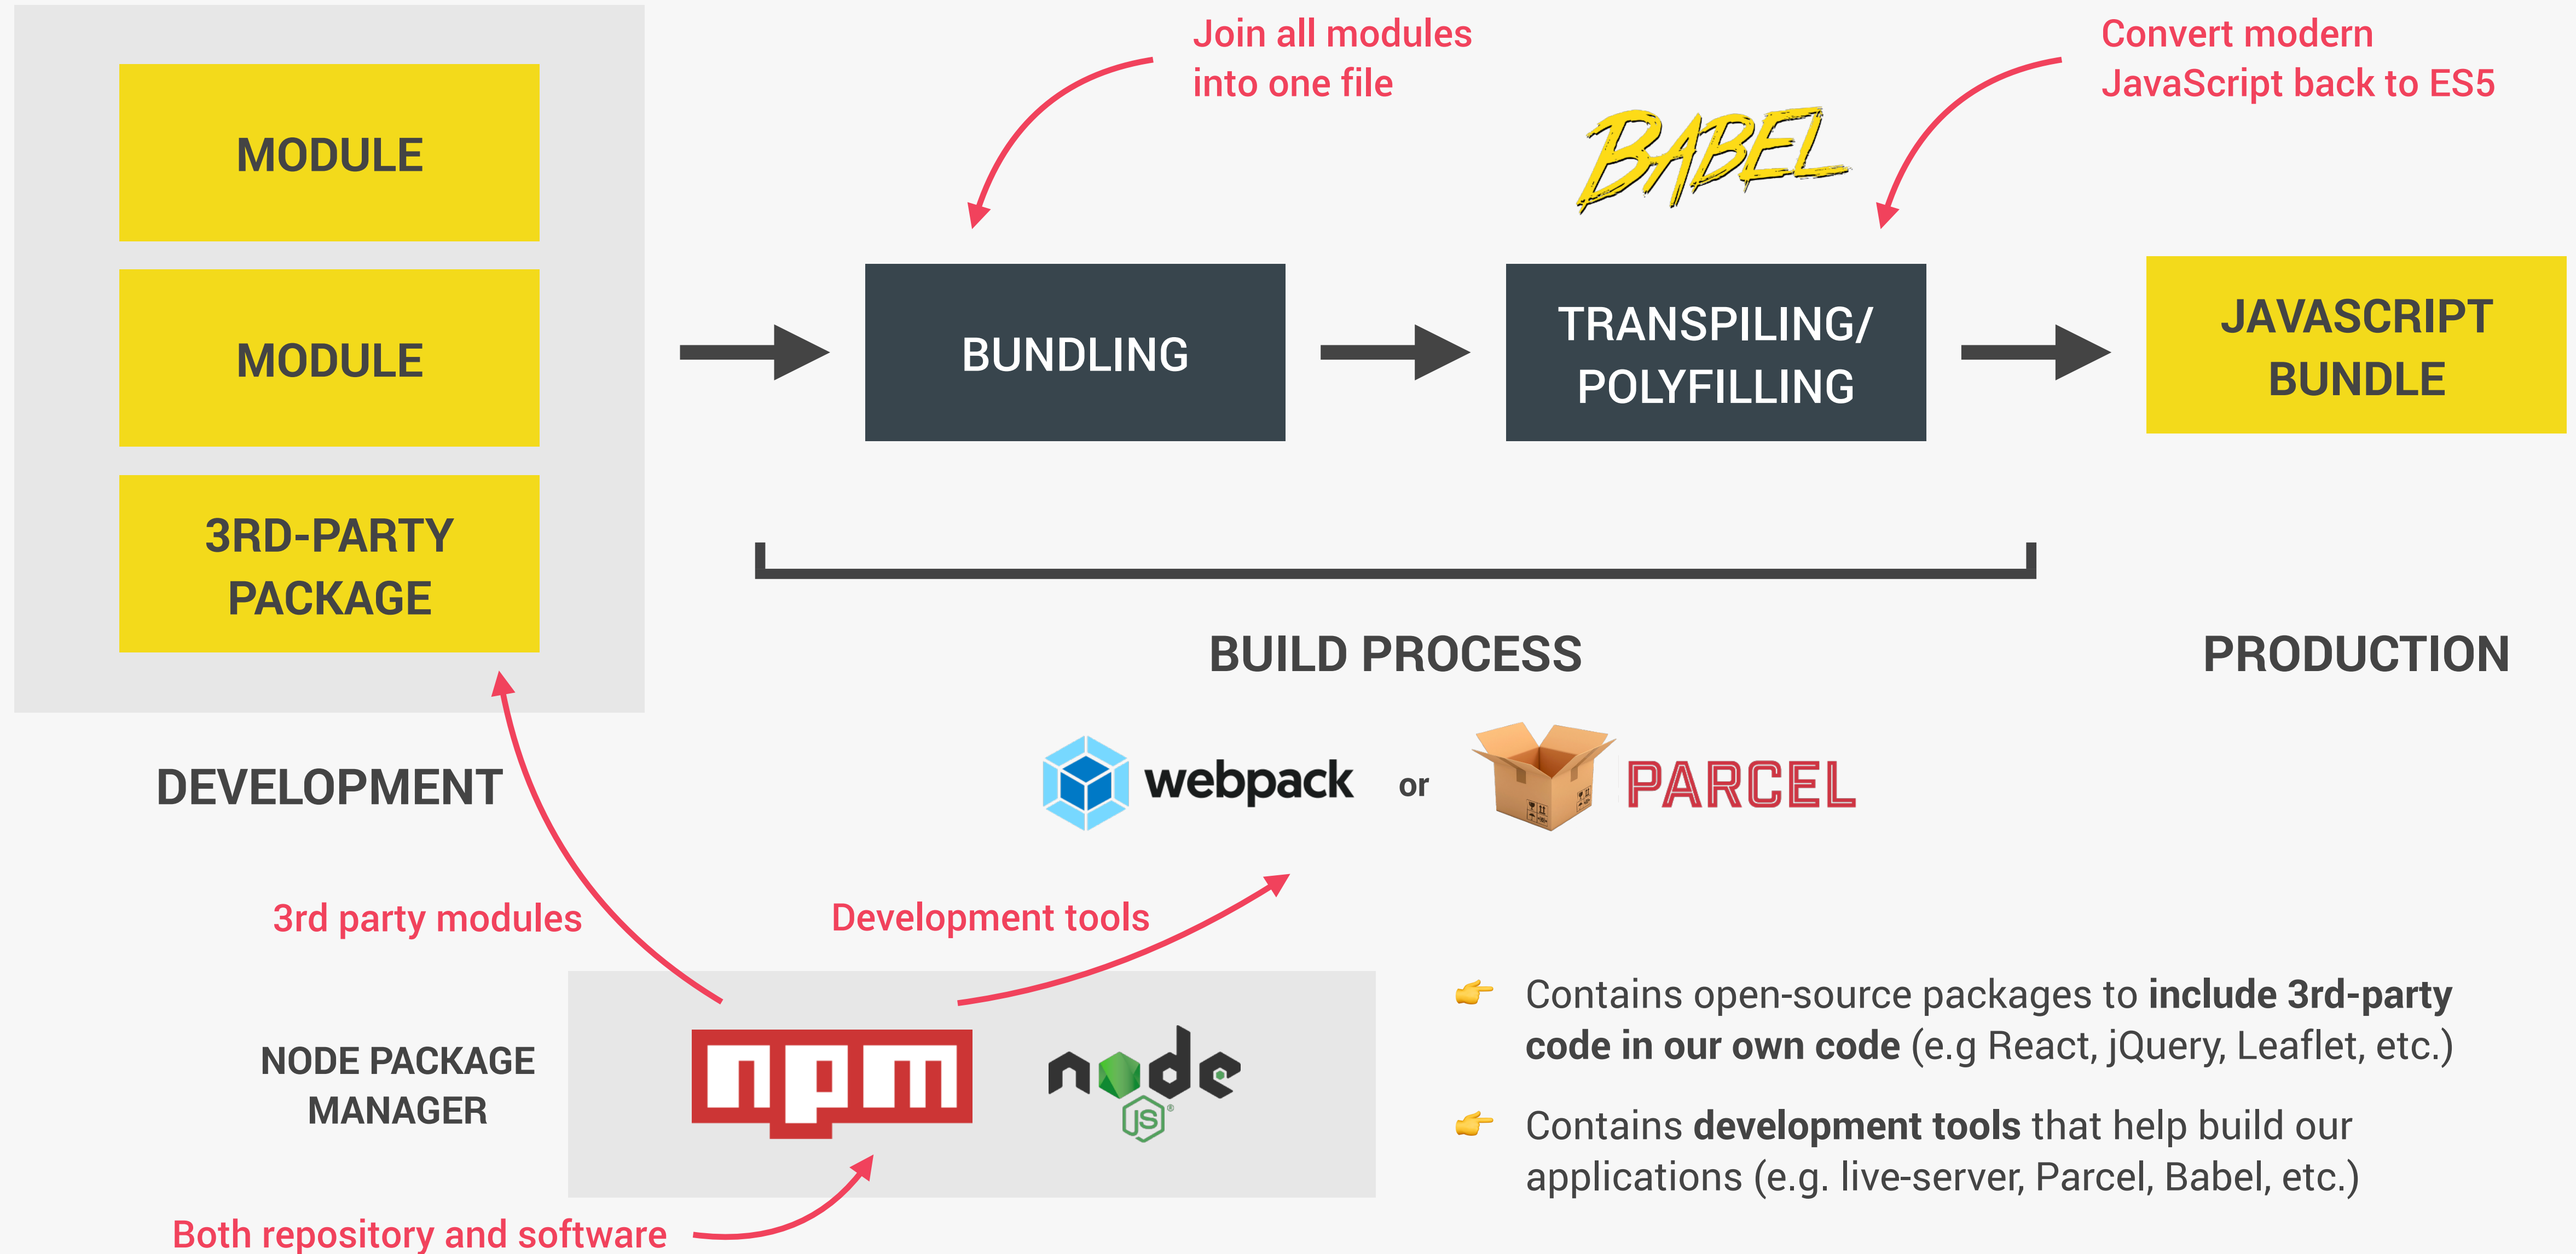 Join all modules
into one file
Convert modern
JavaScript back to ES5
BABEL
MODULE
MODULE
3RD-PARTY
PACKAGE
BUNDLING
TRANSPILING/
POLYFILLING
JAVASCRIPT
BUNDLE
DEVELOPMENT
BUILD PROCESS
PRODUCTION
webpack or PARCEL
3rd party modules
Development tools
NODE PACKAGE
MANAGER
npm
node
JS®
Both repository and software
👉 Contains open-source packages to include 3rd-party
code in our own code (e.g React, jQuery, Leaflet, etc.)
👉 Contains development tools that help build our
applications (e.g. live-server, Parcel, Babel, etc.)